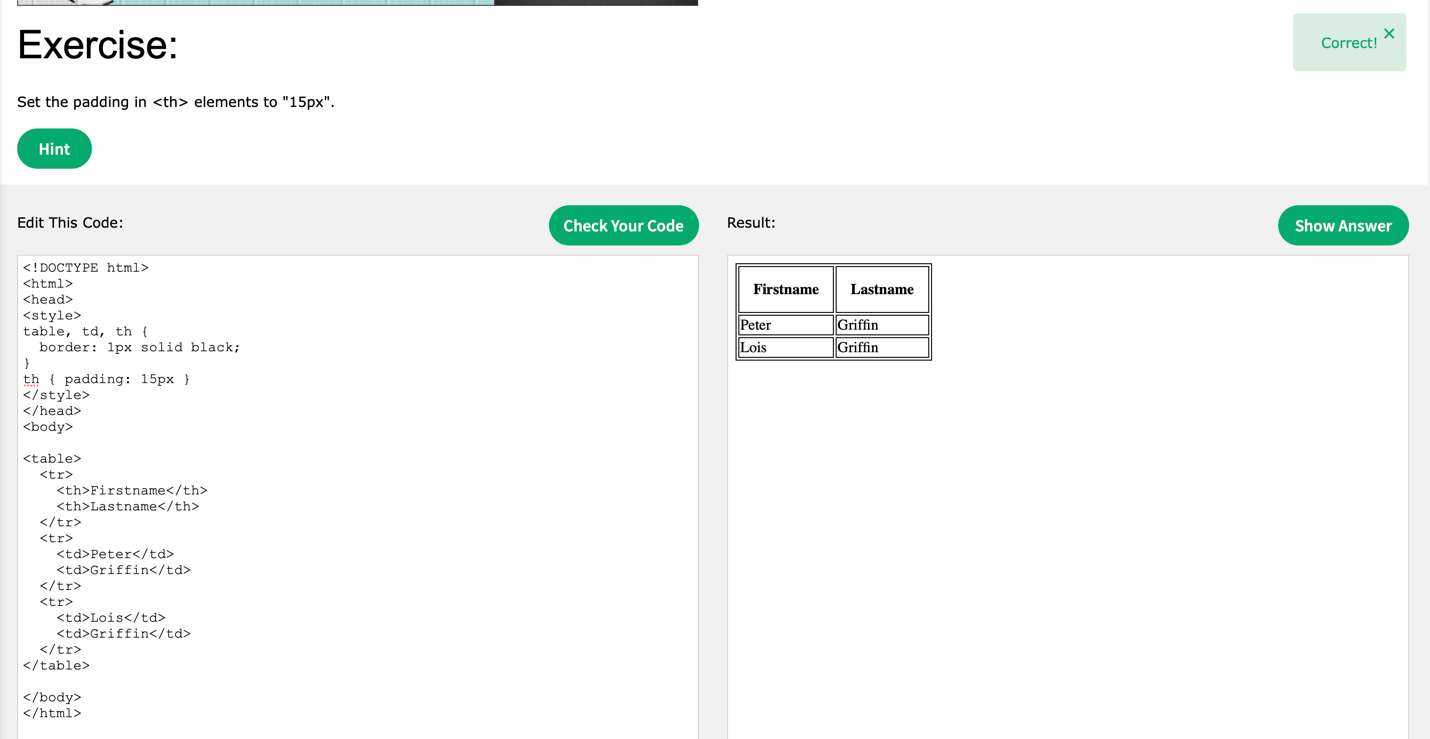 Exercise:
Correct! ×
Set the padding in <th> elements to "15px".
Hint
Edit This Code:
Check Your Code
<!DOCTYPE html>
<html>
<head>
<style>
table, td, th {
  border: 1px solid black;
}
th { padding: 15px }
</style>
</head>
<body>

<table>
  <tr>
    <th>Firstname</th>
    <th>Lastname</th>
  </tr>
  <tr>
    <td>Peter</td>
    <td>Griffin</td>
  </tr>
  <tr>
    <td>Lois</td>
    <td>Griffin</td>
  </tr>
</table>

</body>
</html>
Result:
Show Answer
Firstname Lastname
Peter Griffin
Lois Griffin